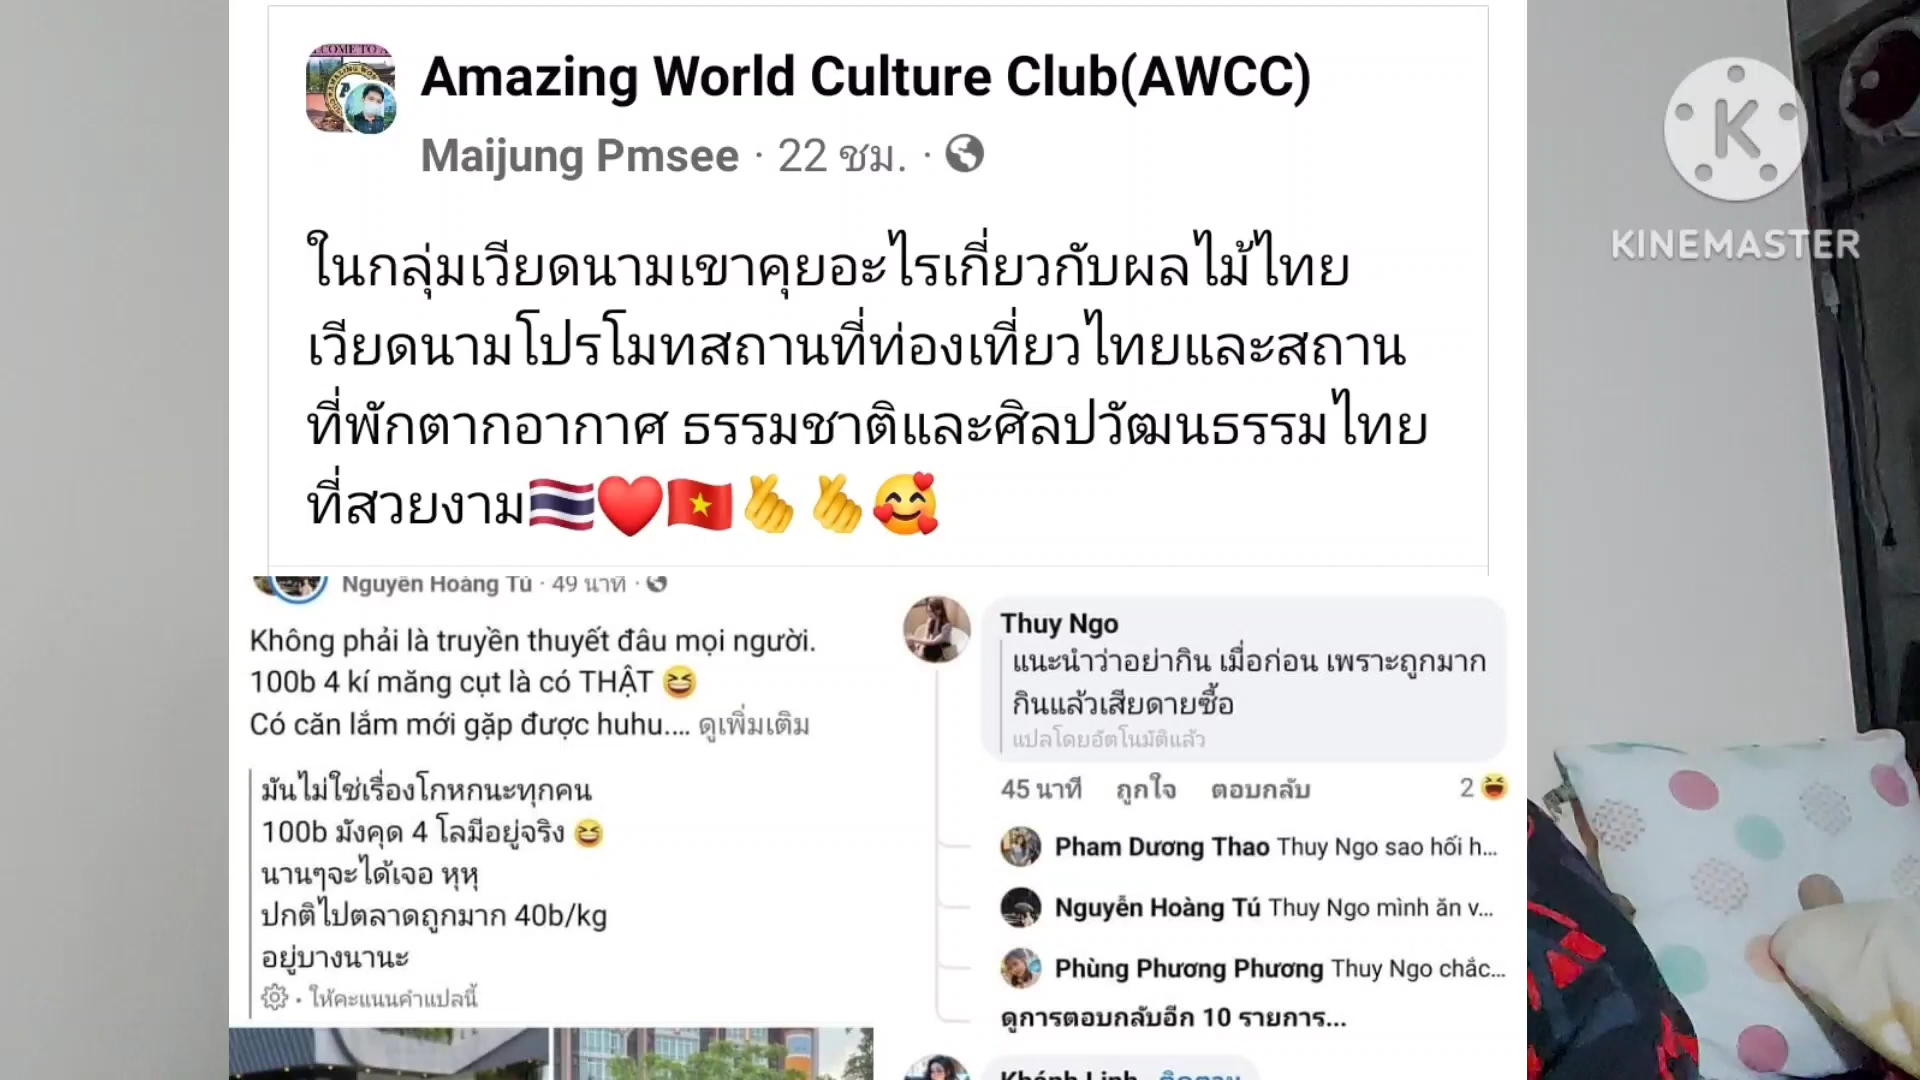 Amazing World Culture Club(AWCC)
Maijung Pmsee · 22 ชม. ·
ในกลุ่มเวียดนามเขาคุยอะไรเกี่ยวกับผลไม้ไทย
เวียดนามโปรโมทสถานที่ท่องเที่ยวไทยและสถาน
ที่พักตากอากาศ ธรรมชาติและศิลปวัฒนธรรมไทย
ที่สวยงาม🇹🇭❤️🇻🇳🫰🫰🥰
Nguyễn Hoàng Tú · 49 นาที ·
Không phải là truyền thuyết đâu mọi người.
100b 4 kí măng cụt là có THẬT 😆
Có căn lắm mới gặp được huhu.... ดูเพิ่มเติม
มันไม่ใช่เรื่องโกหกนะทุกคน
100b มังคุด 4 โลมีอยู่จริง 😆
นานๆจะได้เจอ หุหุ
ปกติไปตลาดถูกมาก 40b/kg
อยู่บางนานะ
· ให้คะแนนคำแปลนี้
Thuy Ngo
แนะนำว่าอย่ากิน เมื่อก่อน เพราะถูกมาก
กินแล้วเสียดายซื้อ
แปลโดยอัตโนมัติแล้ว
45 นาที ถูกใจ ตอบกลับ 2 😆
Pham Dương Thao Thuy Ngo sao hối h...
Nguyễn Hoàng Tú Thuy Ngo mình ăn v...
Phùng Phương Phương Thuy Ngo chắc...
ดูการตอบกลับอีก 10 รายการ...
Khánh Linh ติดตาม
K
KINEMASTER